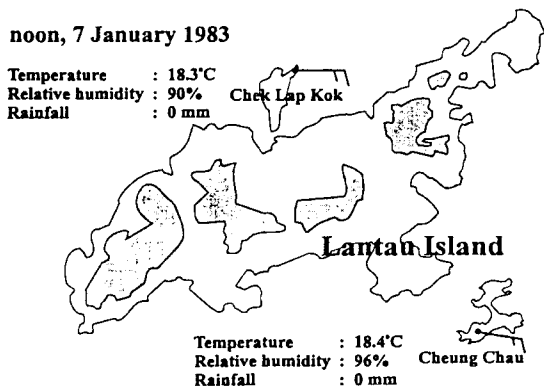 noon, 7 January 1983
Temperature : 18.3°C
Relative humidity : 90%
Rainfall : 0 mm
Chek Lap Kok
Lantau Island
Temperature : 18.4°C
Relative humidity : 96%
Rainfall : 0 mm
Cheung Chau